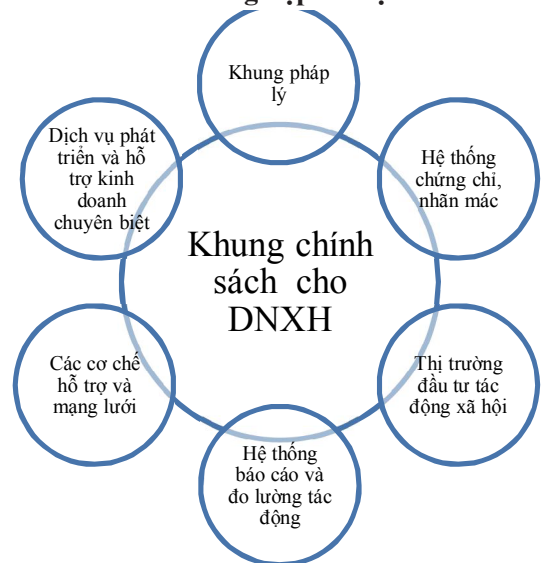 Khung pháp
lý
Hệ thống
chứng chỉ,
nhãn mác
Thị trường
đầu tư tác
động xã hội
Hệ thống
báo cáo và
đo lường tác
động
Các cơ chế
hỗ trợ và
mạng lưới
Dịch vụ phát
triển và hỗ
trợ kinh
doanh
chuyên biệt
Khung chính
sách cho
DNXH